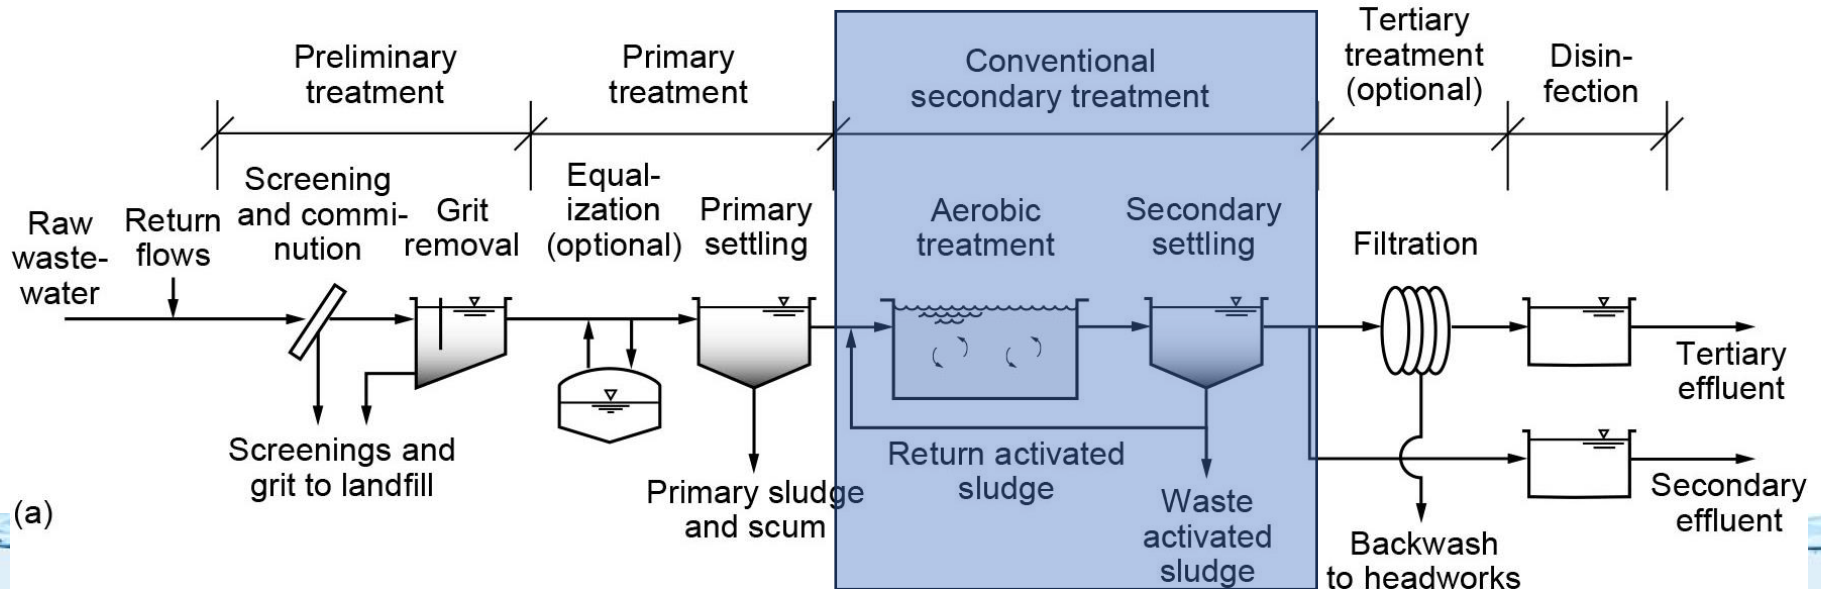 Preliminary
treatment
Primary
treatment
Conventional
secondary treatment
Tertiary
treatment
(optional)
Disin-
fection
Raw
waste-
water
Return
flows
Screening
and commi-
nution
Grit
removal
Equal-
ization
(optional)
Primary
settling
Aerobic
treatment
Secondary
settling
Filtration
Tertiary
effluent
Screenings and
grit to landfill
Primary sludge
and scum
Return activated
sludge
Waste
activated
sludge
Backwash
to headworks
Secondary
effluent
(a)